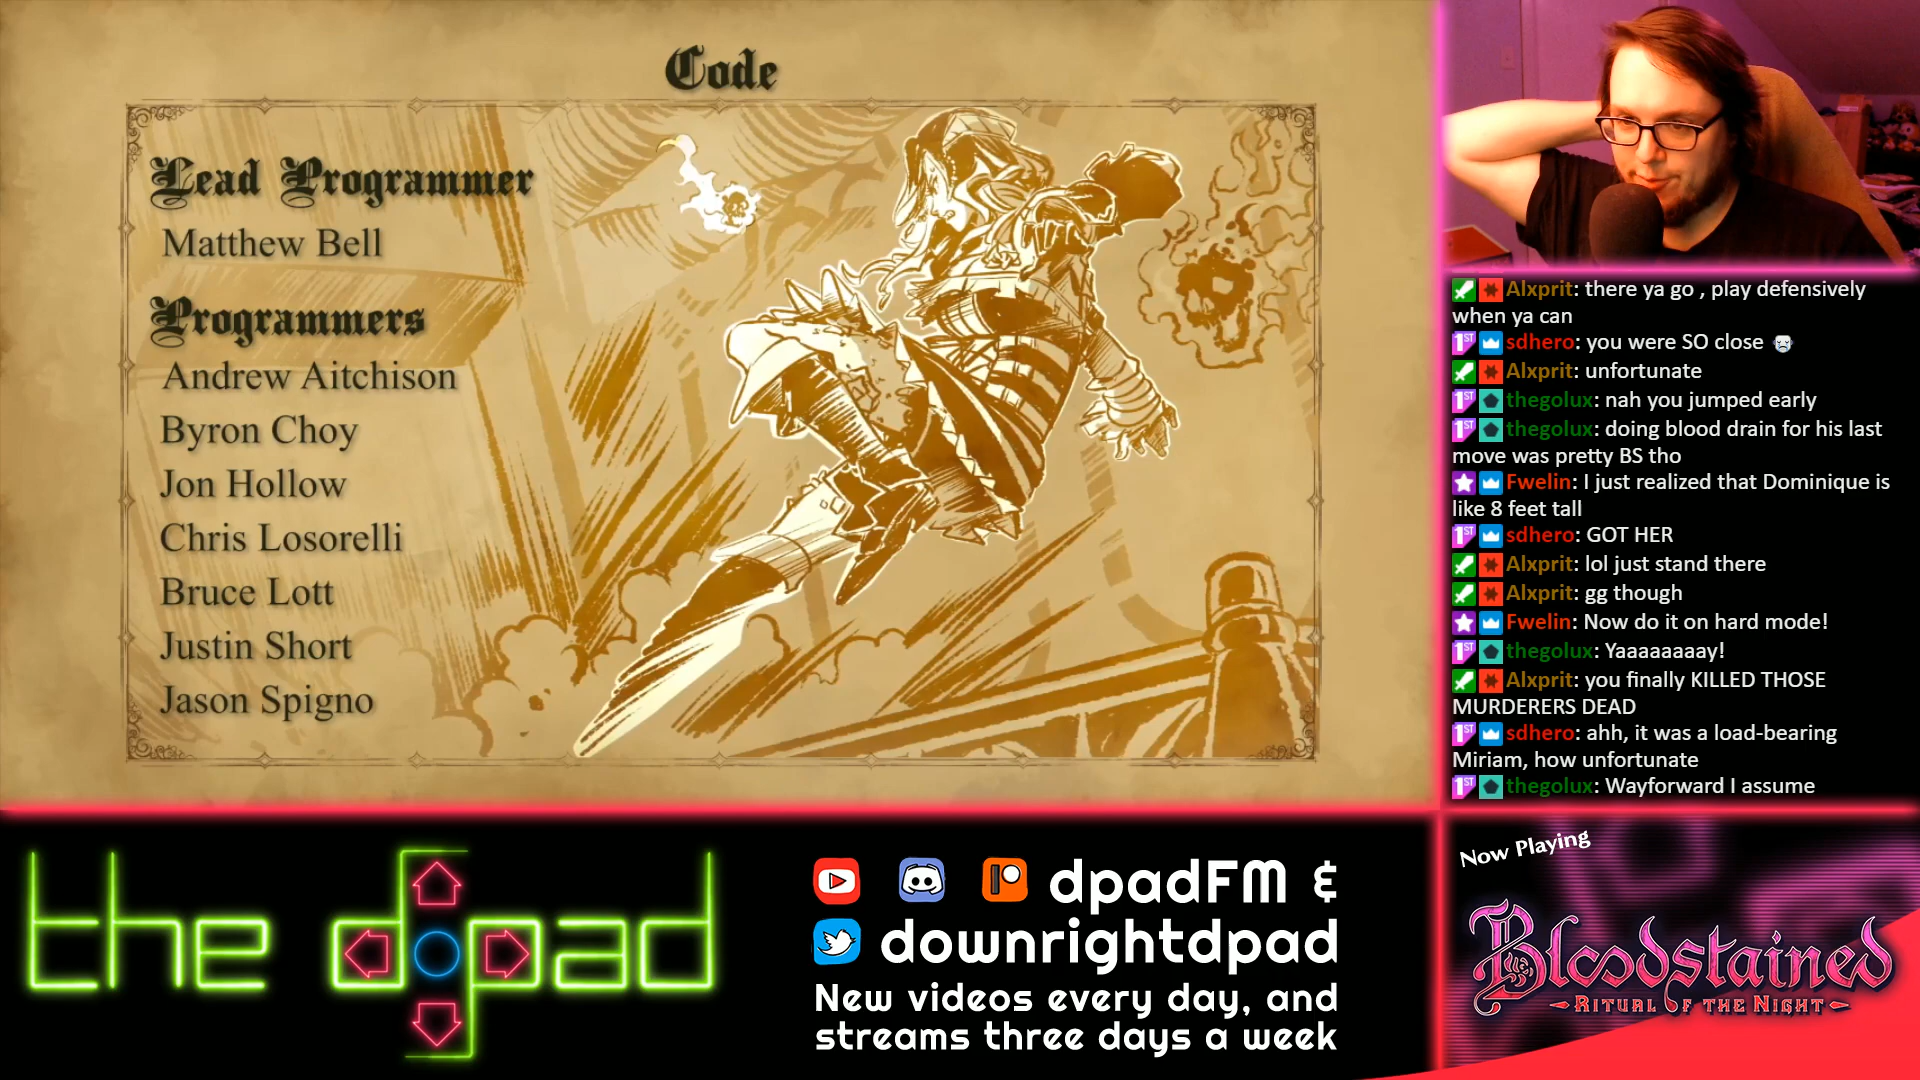 Code
Lead Programmer
Matthew Bell
Programmers
Andrew Aitchison
Byron Choy
Jon Hollow
Chris Losorelli
Bruce Lott
Justin Short
Jason Spigno
1ST
Alxprit: there ya go , play defensively
when ya can
sdhero: you were SO close
Alxprit: unfortunate
thegolux: nah you jumped early
thegolux: doing blood drain for his last
move was pretty BS tho
Fwelin: I just realized that Dominique is
like 8 feet tall
sdhero: GOT HER
Alxprit: lol just stand there
Alxprit: gg though
Fwelin: Now do it on hard mode!
thegolux: Yaaaaaaaay!
Alxprit: you finally KILLED THOSE
MURDERERS DEAD
sdhero: ahh, it was a load-bearing
Miriam, how unfortunate
thegolux: Wayforward I assume
the dpad
dpadFM &
downrightdpad
New videos every day, and
streams three days a week
Now Playing
Bloodstained
RITUAL OF THE NIGHT